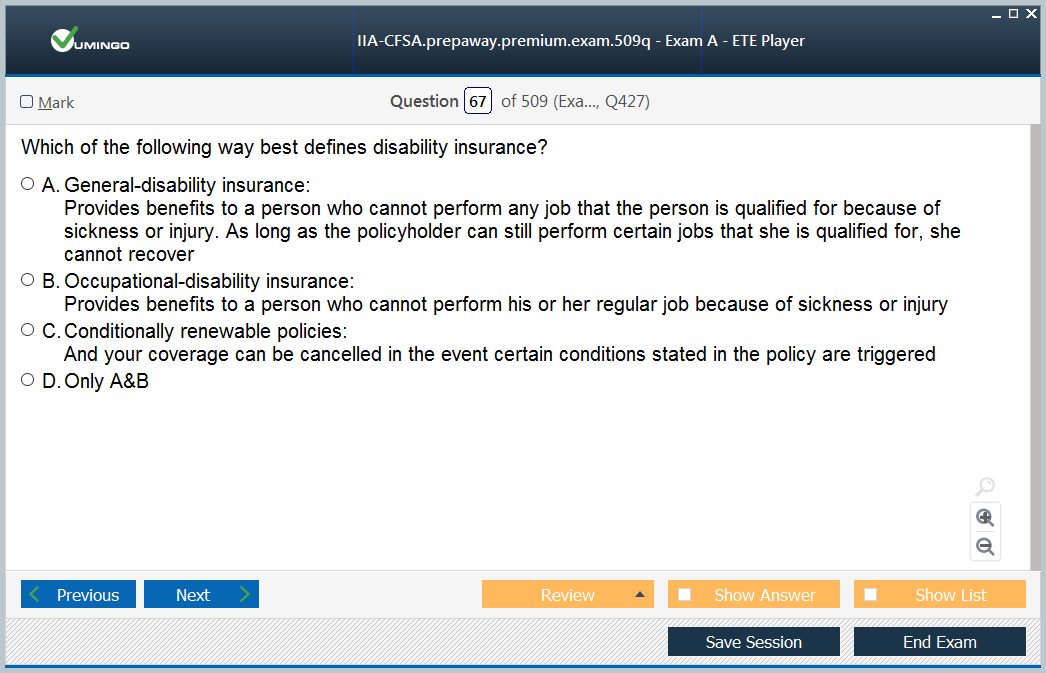 VUMINGO
IIA-CFSA.prepaway.premium.exam.509q - Exam A - ETE Player
Mark
Question 67 of 509 (Exa..., Q427)
Which of the following way best defines disability insurance?
A. General-disability insurance:
Provides benefits to a person who cannot perform any job that the person is qualified for because of
sickness or injury. As long as the policyholder can still perform certain jobs that she is qualified for, she
cannot recover
B. Occupational-disability insurance:
Provides benefits to a person who cannot perform his or her regular job because of sickness or injury
C. Conditionally renewable policies:
And your coverage can be cancelled in the event certain conditions stated in the policy are triggered
D. Only A&B
Previous
Next
Review
Show Answer
Show List
Save Session
End Exam